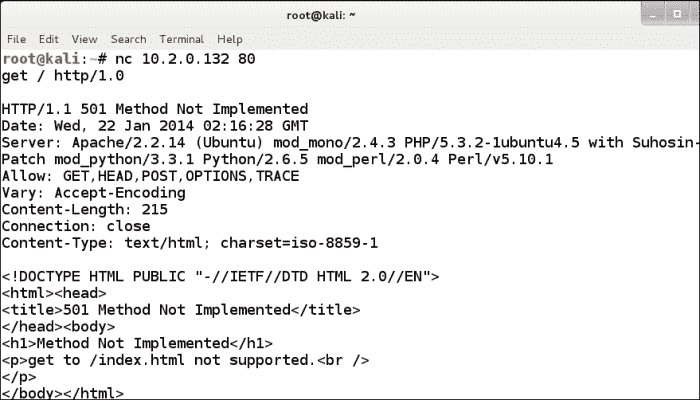 root@kali: ~
File Edit View Search Terminal Help
root@kali:~# nc 10.2.0.132 80
get / http/1.0
HTTP/1.1 501 Method Not Implemented
Date: Wed, 22 Jan 2014 02:16:28 GMT
Server: Apache/2.2.14 (Ubuntu) mod_mono/2.4.3 PHP/5.3.2-1ubuntu4.5 with Suhosin-
Patch mod_python/3.3.1 Python/2.6.5 mod_perl/2.0.4 Perl/v5.10.1
Allow: GET,HEAD,POST,OPTIONS,TRACE
Vary: Accept-Encoding
Content-Length: 215
Connection: close
Content-Type: text/html; charset=iso-8859-1
<!DOCTYPE HTML PUBLIC "-//IETF//DTD HTML 2.0//EN">
<html><head>
<title>501 Method Not Implemented</title>
</head><body>
<h1>Method Not Implemented</h1>
<p>get to /index.html not supported.<br />
</p>
</body></html>